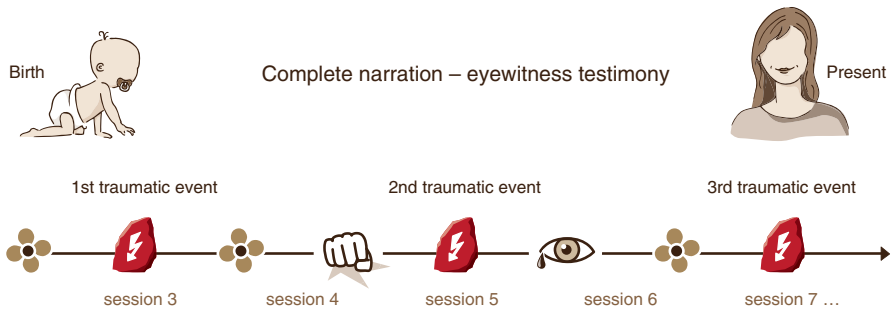 Birth
Complete narration – eyewitness testimony
Present
1st traumatic event
2nd traumatic event
3rd traumatic event
session 3
session 4
session 5
session 6
session 7 …